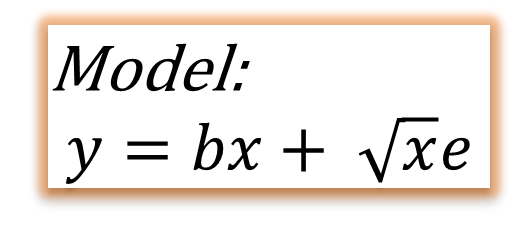 Model:
y = bx + √xe